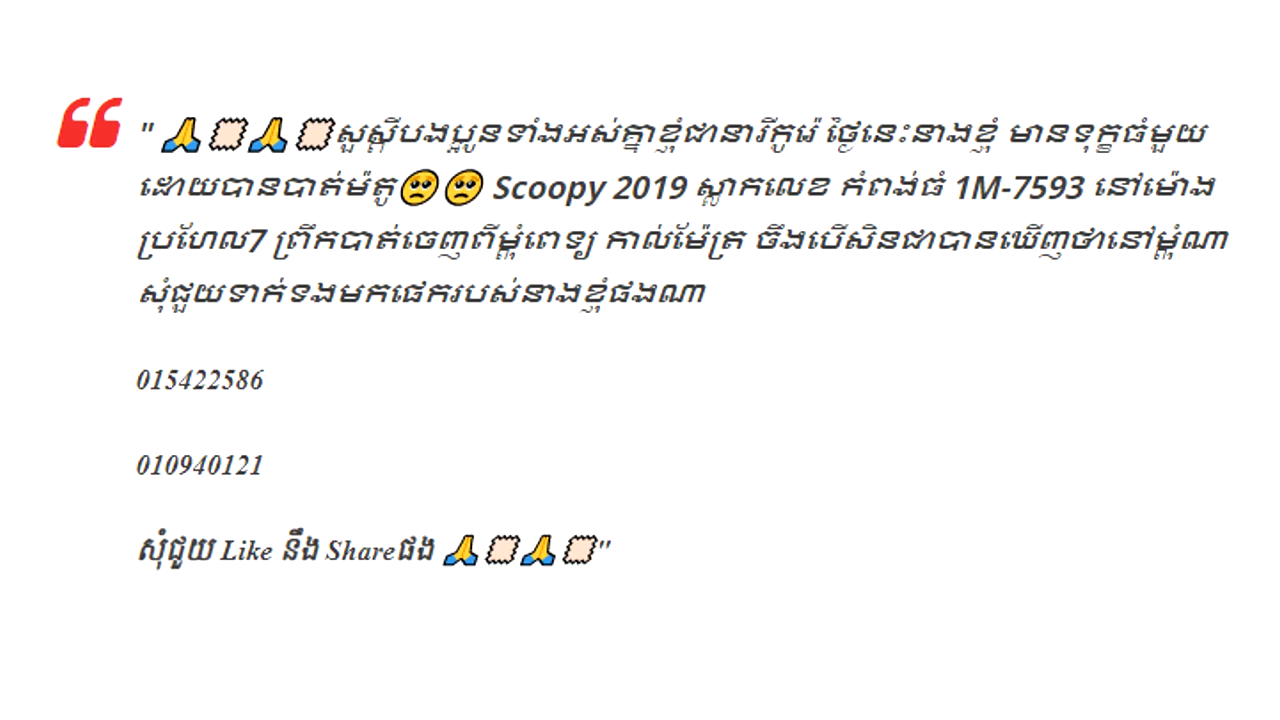 " 🙏🏻🙏🏻សួស្តីបងប្អូនទាំងអស់គ្នាខ្ញុំជានារីកូរ៉េ ថ្ងៃនេះនាងខ្ញុំ មានទុក្ខធំមួយ
ដោយបានបាត់ម៉តូ🥺🥺 Scoopy 2019 ស្លាកលេខ កំពង់ធំ 1M-7593 នៅម៉ោង
ប្រហែល7 ព្រឹកបាត់ចេញពីម្តុំពេទ្យ កាល់ម៉ែត្រ ចឹងបើសិនជាបានឃើញថានៅម្តុំណា
សុំជួយទាក់ទងមកផេករបស់នាងខ្ញុំផងណា
015422586
010940121
សុំជួយ Like នឹង Shareផង 🙏🏻🙏🏻"